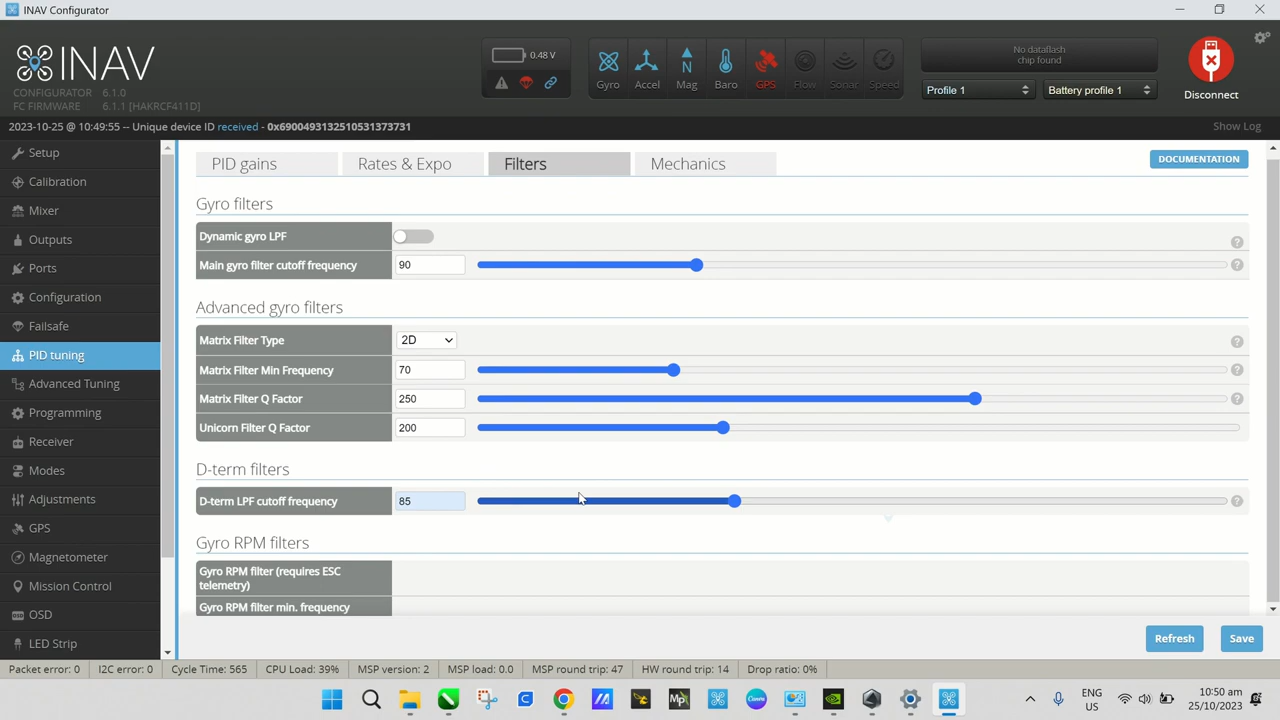 INAV Configurator
INAV
CONFIGURATOR 6.1.0
FC FIRMWARE 6.1.1 [HAKRCF411D]
0.48 V
Gyro
Accel
Mag
Baro
GPS
Flow
Sonar
Speed
No dataflash
chip found
Profile 1
Battery profile 1
Disconnect
2023-10-25 @ 10:49:55 -- Unique device ID received - 0x6900493132510531373731
Show Log
Setup
Calibration
Mixer
Outputs
Ports
Configuration
Failsafe
PID tuning
Advanced Tuning
Programming
Receiver
Modes
Adjustments
GPS
Magnetometer
Mission Control
OSD
LED Strip
PID gains
Rates & Expo
Filters
Mechanics
DOCUMENTATION
Gyro filters
Dynamic gyro LPF
?
Main gyro filter cutoff frequency
90
?
Advanced gyro filters
Matrix Filter Type
2D
?
Matrix Filter Min Frequency
70
?
Matrix Filter Q Factor
250
?
Unicorn Filter Q Factor
200
D-term filters
D-term LPF cutoff frequency
85
?
Gyro RPM filters
Gyro RPM filter (requires ESC
telemetry)
Gyro RPM filter min. frequency
Refresh
Save
Packet error: 0
I2C error: 0
Cycle Time: 565
CPU Load: 39%
MSP version: 2
MSP load: 0.0
MSP round trip: 47
HW round trip: 14
Drop ratio: 0%
C
Canva
Mp
ENG
US
10:50 am
25/10/2023